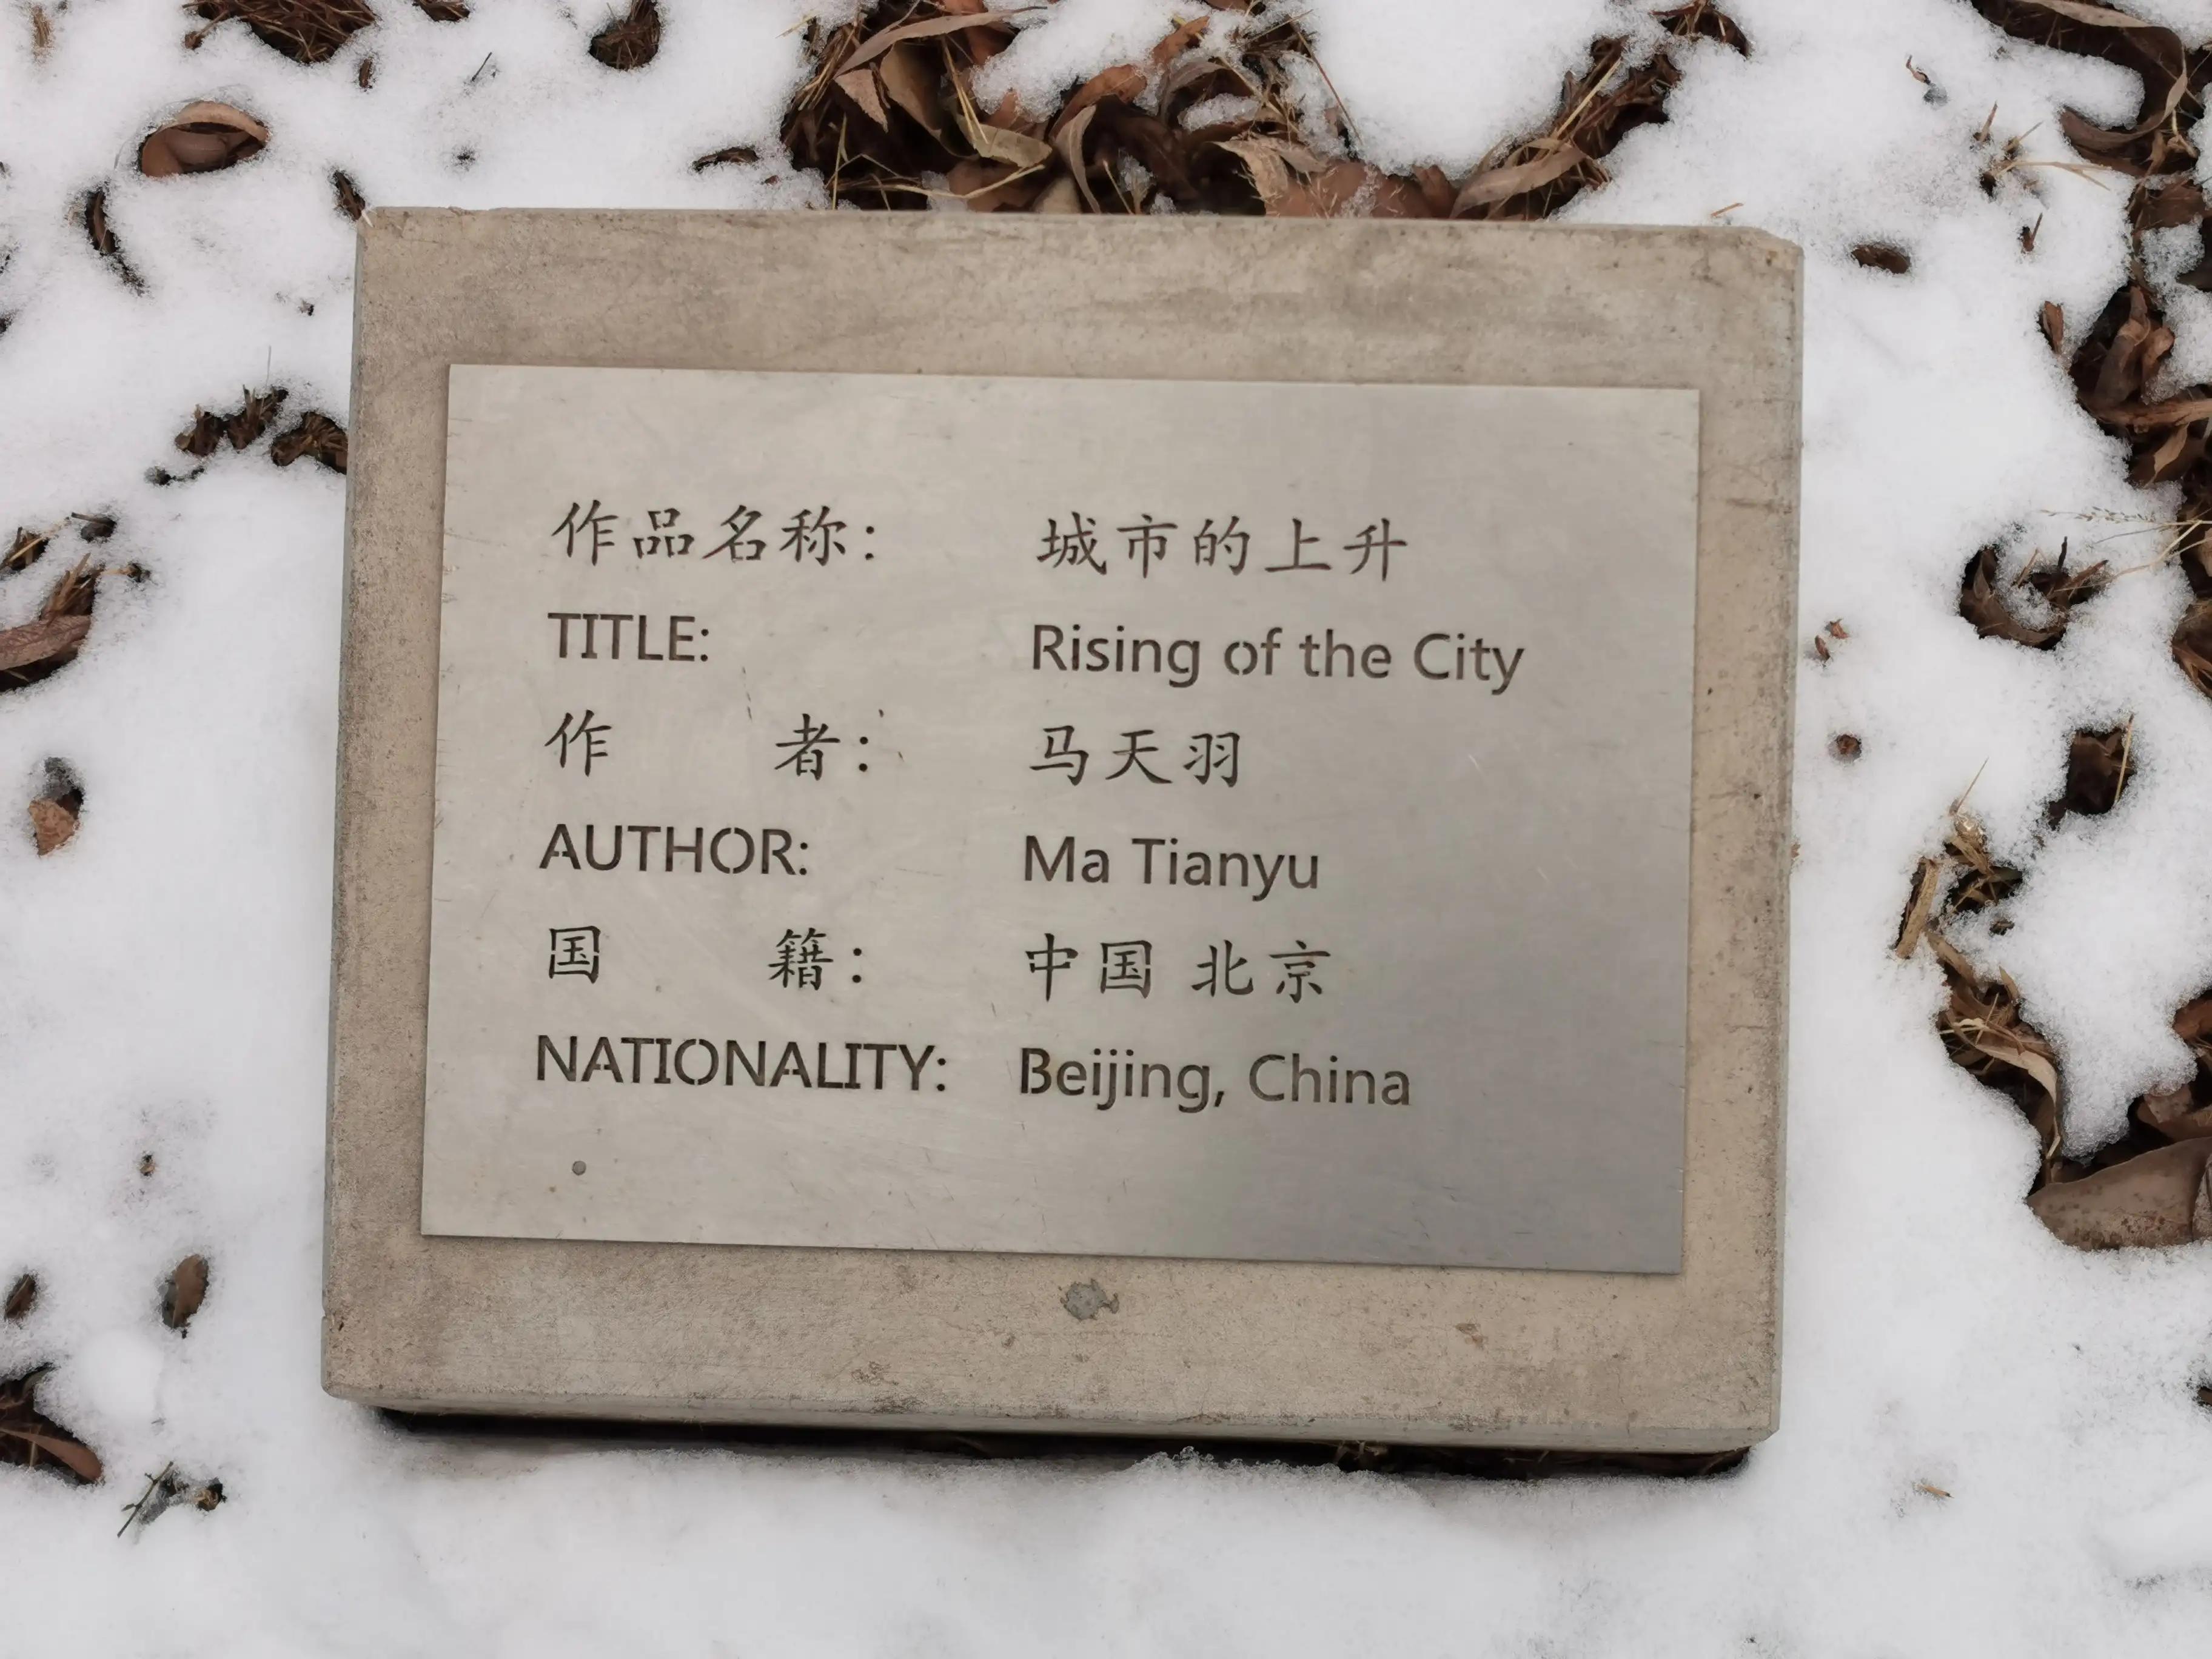 作品名称: 城市的上升
TITLE: Rising of the City
作 者: 马天羽
AUTHOR: Ma Tianyu
国 籍: 中国 北京
NATIONALITY: Beijing, China